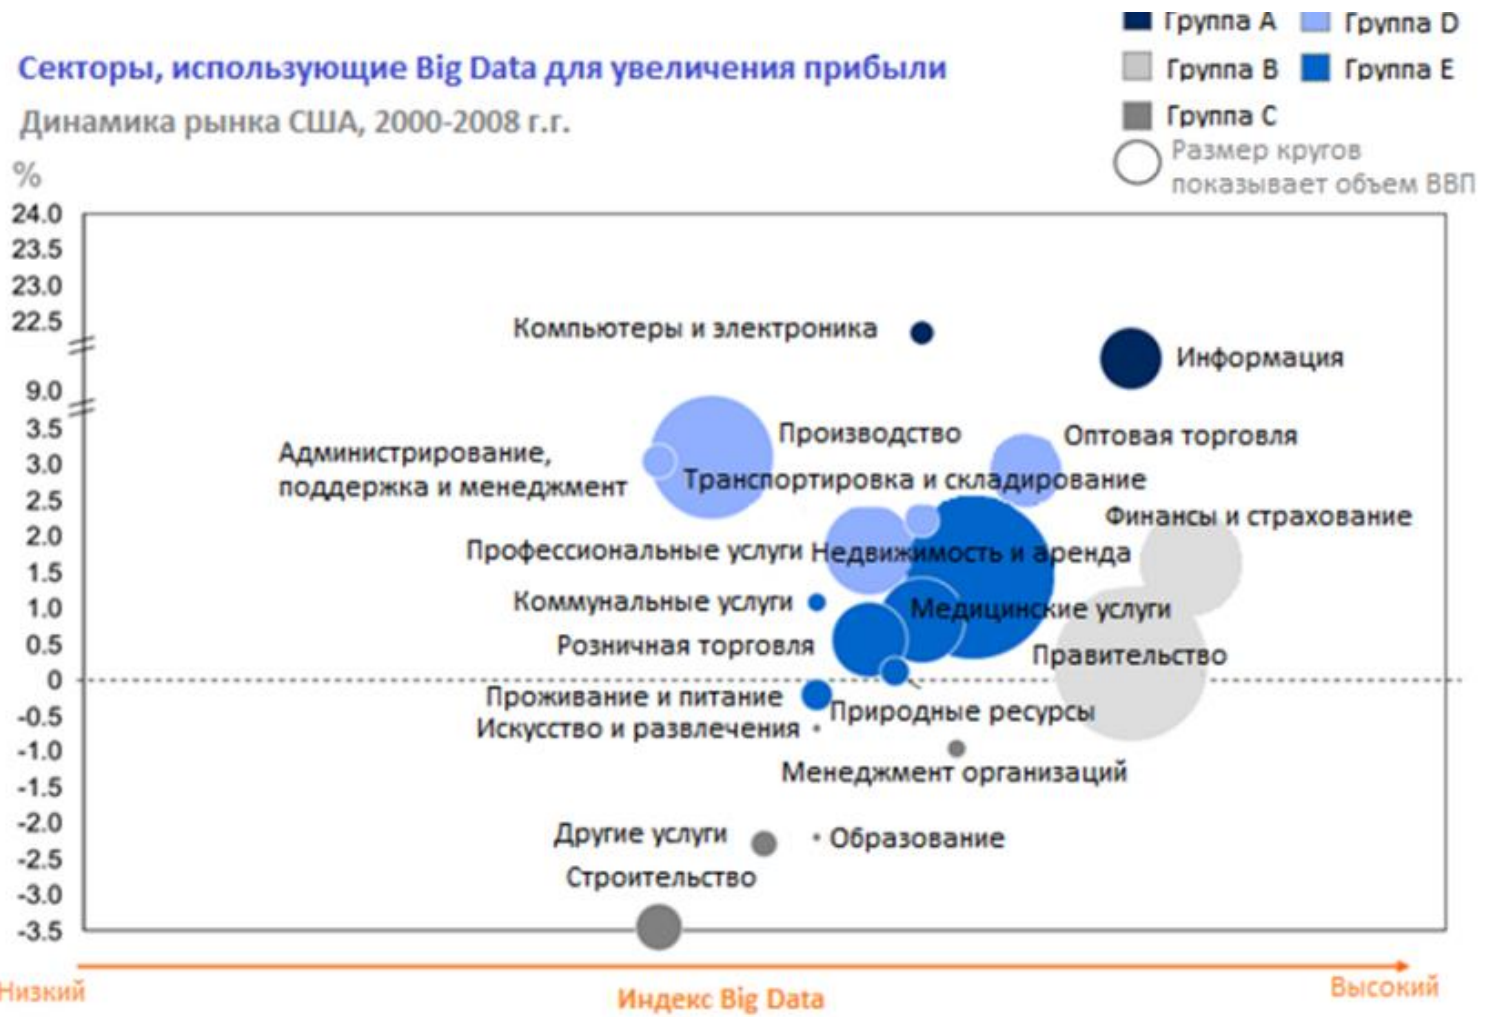 Группа A
Группа D
Секторы, использующие Big Data для увеличения прибыли
Группа B
Группа E
Динамика рынка США, 2000-2008 г.г.
Группа C
Размер кругов
показывает объем ВВП
%
24.0
23.5
23.0
22.5
9.0
3.5
3.0
2.5
2.0
1.5
1.0
0.5
0
-0.5
-1.0
-1.5
-2.0
-2.5
-3.0
-3.5
Компьютеры и электроника
Информация
Производство
Оптовая торговля
Администрирование,
поддержка и менеджмент
Транспортировка и складирование
Финансы и страхование
Профессиональные услуги
Недвижимость и аренда
Коммунальные услуги
Медицинские услуги
Розничная торговля
Правительство
Проживание и питание
Природные ресурсы
Искусство и развлечения
Менеджмент организаций
Другие услуги
Образование
Строительство
Низкий
Индекс Big Data
Высокий